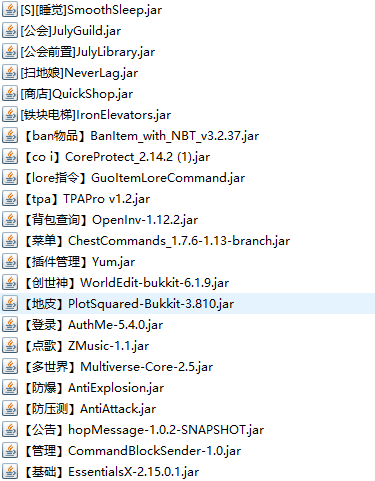 [S][睡觉]SmoothSleep.jar
[公会]JulyGuild.jar
[公会前置]JulyLibrary.jar
[扫地娘]NeverLag.jar
[商店]QuickShop.jar
[铁块电梯]IronElevators.jar
【ban物品】BanItem_with_NBT_v3.2.37.jar
【co i】CoreProtect_2.14.2 (1).jar
【lore指令】GuoItemLoreCommand.jar
【tpa】TPAPro v1.2.jar
【背包查询】OpenInv-1.12.2.jar
【菜单】ChestCommands_1.7.6-1.13-branch.jar
【插件管理】Yum.jar
【创世神】WorldEdit-bukkit-6.1.9.jar
【地皮】PlotSquared-Bukkit-3.810.jar
【登录】AuthMe-5.4.0.jar
【点歌】ZMusic-1.1.jar
【多世界】Multiverse-Core-2.5.jar
【防爆】AntiExplosion.jar
【防压测】AntiAttack.jar
【公告】hopMessage-1.0.2-SNAPSHOT.jar
【管理】CommandBlockSender-1.0.jar
【基础】EssentialsX-2.15.0.1.jar